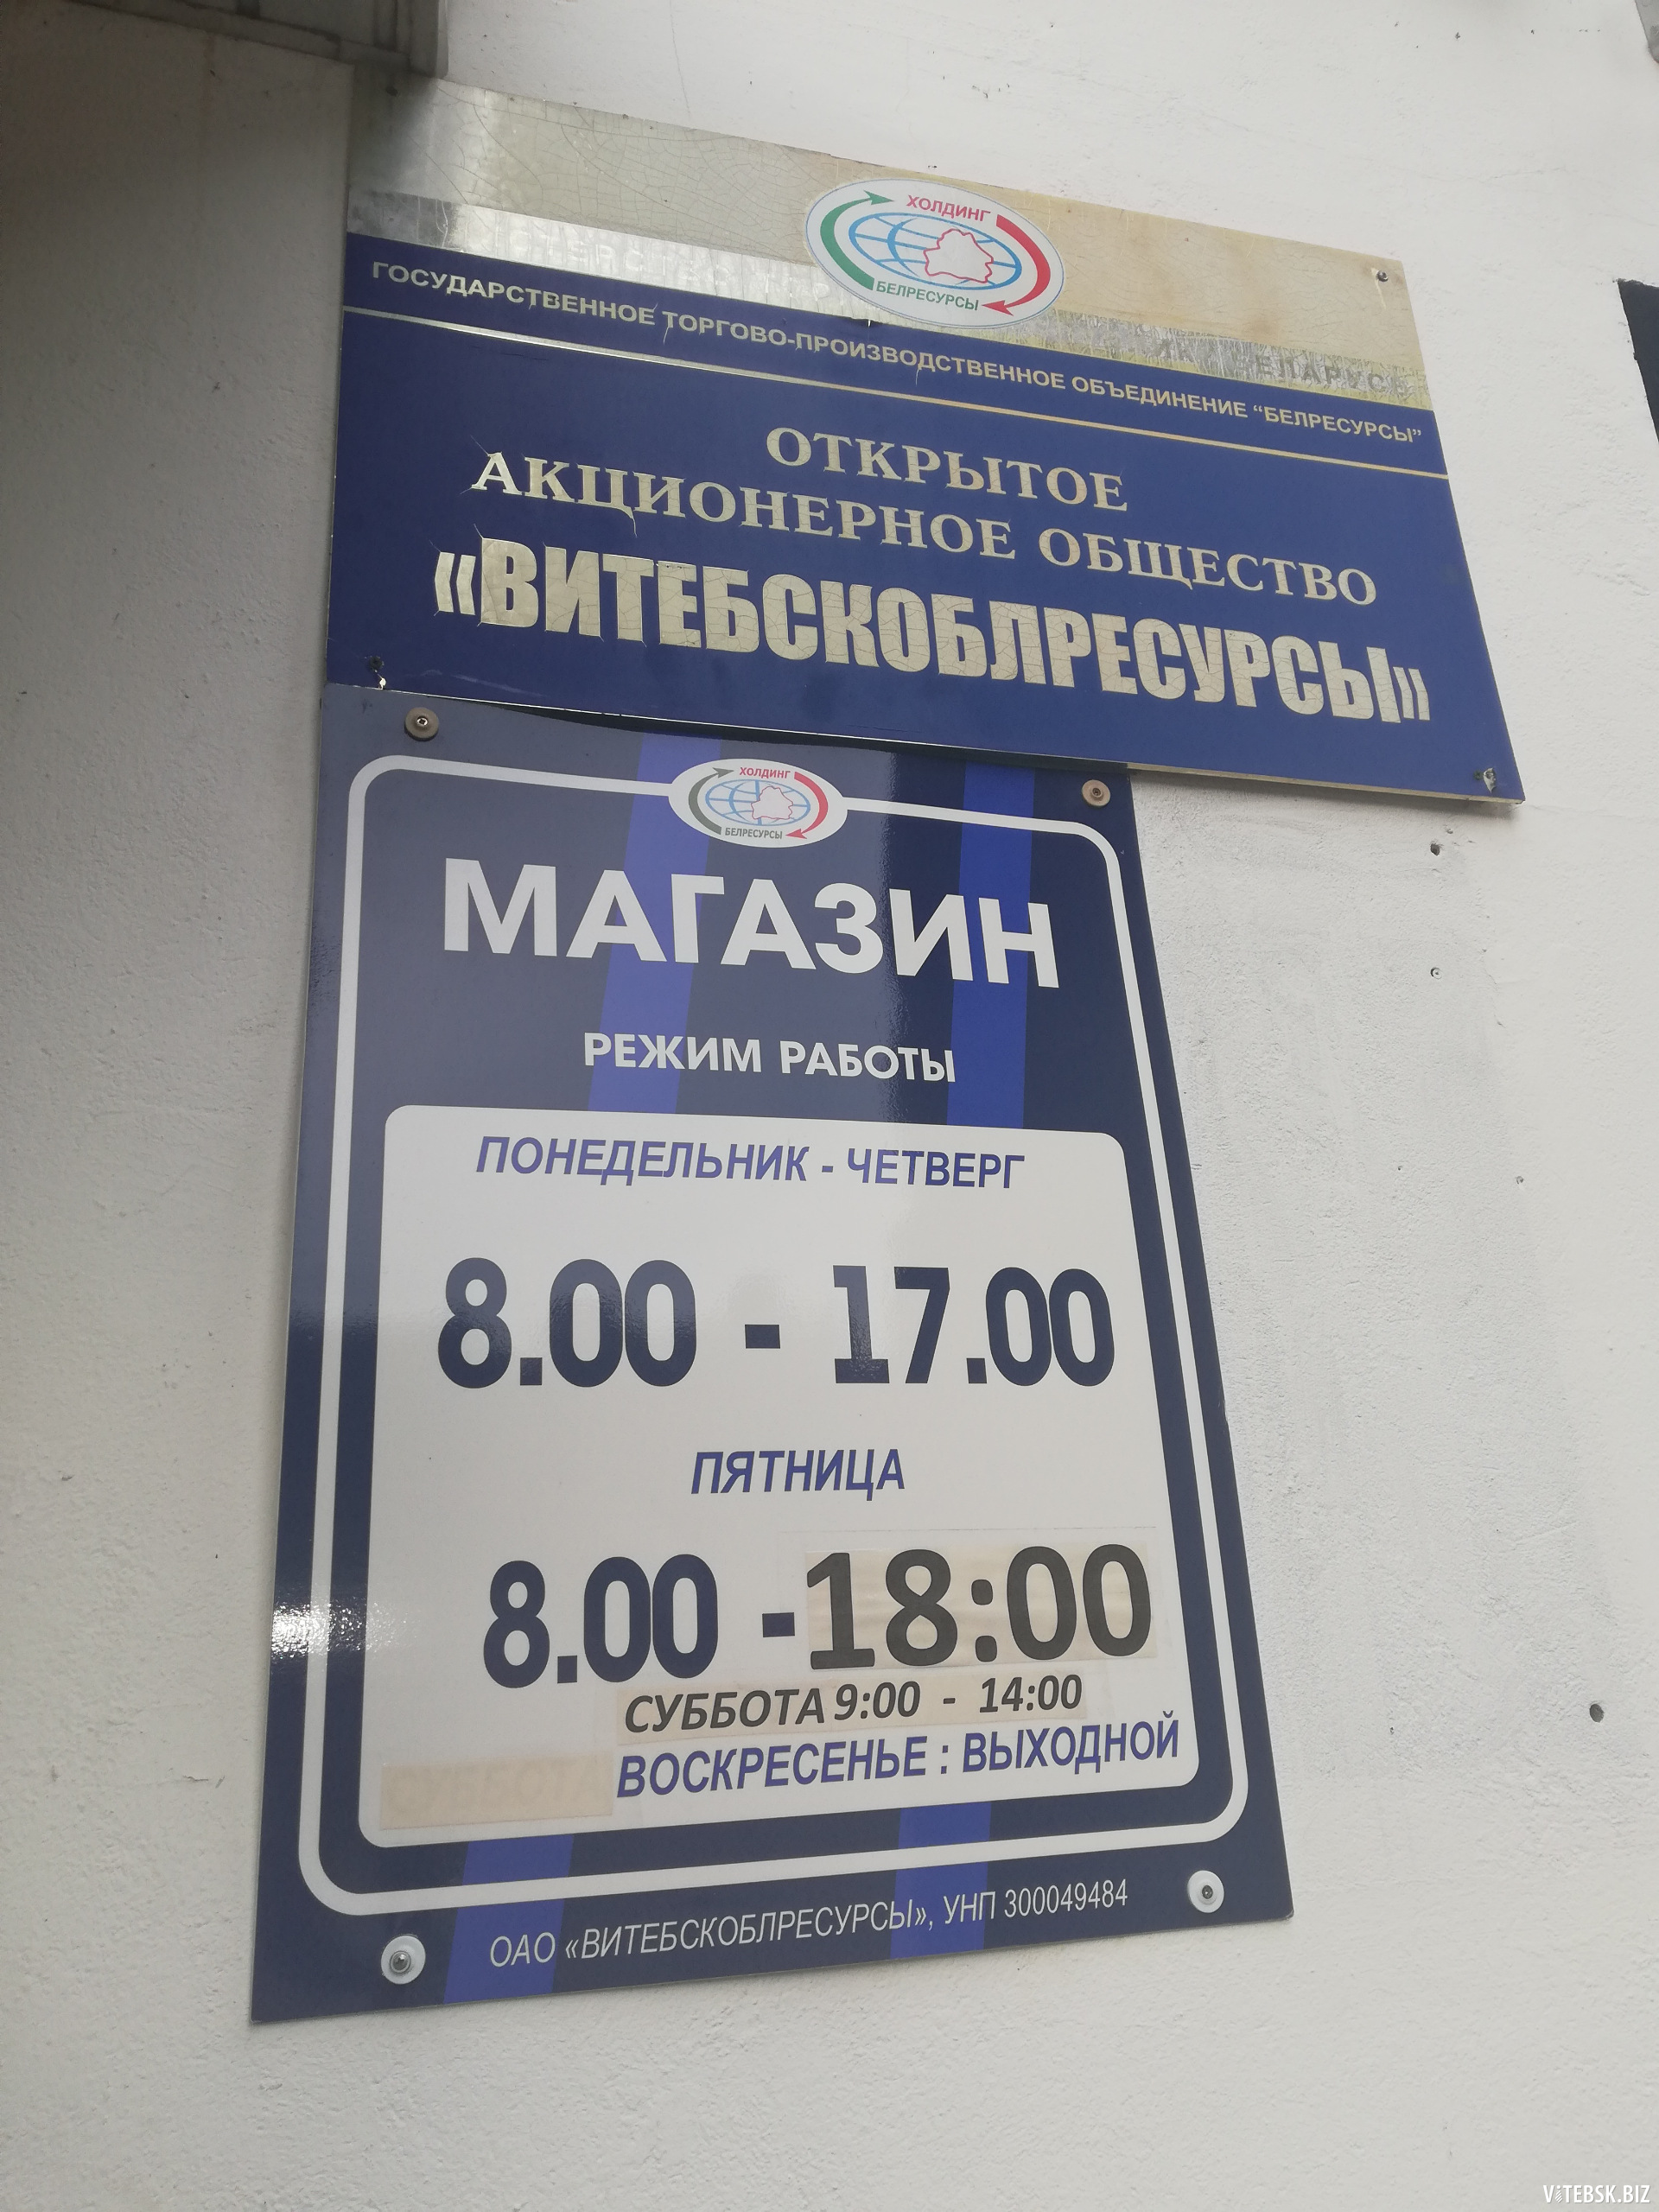 ХОЛДИНГ
БЕЛРЕСУРСЫ
ГОСУДАРСТВЕННОЕ ТОРГОВО-ПРОИЗВОДСТВЕННОЕ ОБЪЕДИНЕНИЕ “БЕЛРЕСУРСЫ”
ОТКРЫТОЕ
АКЦИОНЕРНОЕ ОБЩЕСТВО
«ВИТЕБСКОБЛРЕСУРСЫ»
ХОЛДИНГ
БЕЛРЕСУРСЫ
МАГАЗИН
РЕЖИМ РАБОТЫ
ПОНЕДЕЛЬНИК - ЧЕТВЕРГ
8.00 - 17.00
ПЯТНИЦА
8.00 - 18:00
СУББОТА 9:00 - 14:00
ВОСКРЕСЕНЬЕ : ВЫХОДНОЙ
ОАО «ВИТЕБСКОБЛРЕСУРСЫ», УНП 300049484
VITEBSK.BIZ